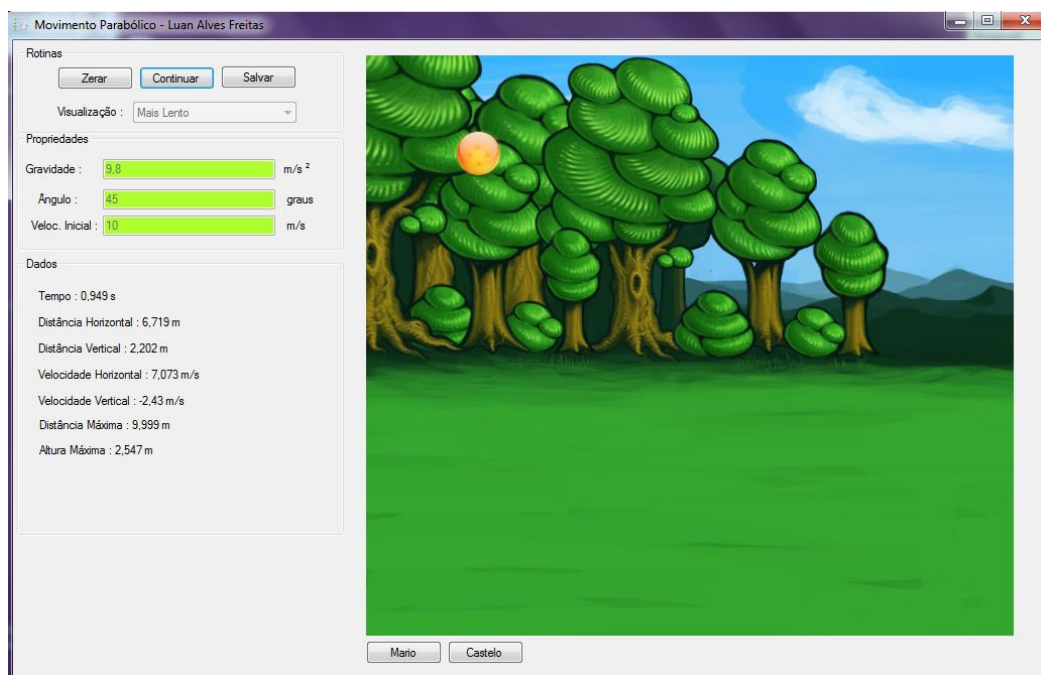 Movimento Parabólico - Luan Alves Freitas
Rotinas
Zerar Continuar Salvar
Visualização : Mais Lento
Propriedades
Gravidade : 9,8 m/s ²
Ângulo : 45 graus
Veloc. Inicial : 10 m/s
Dados
Tempo : 0,949 s
Distância Horizontal : 6,719 m
Distância Vertical : 2,202 m
Velocidade Horizontal : 7,073 m/s
Velocidade Vertical : -2,43 m/s
Distância Máxima : 9,999 m
Altura Máxima : 2,547 m
Mario Castelo